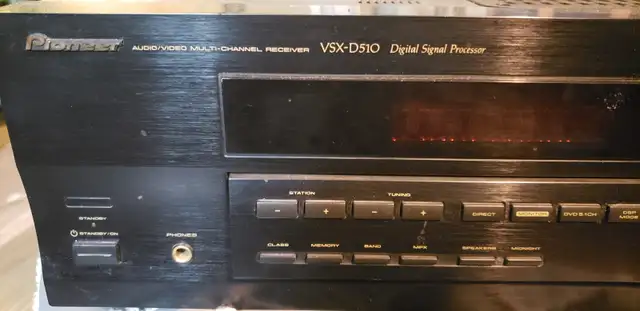 Pioneer AUDIO/VIDEO MULTI-CHANNEL RECEIVER VSX-D510 Digital Signal Processor
STATION TUNING
− + − + DIRECT MONITOR DVD 5.1CH DSP MODE
STANDBY
STANDBY/ON
PHONES
CLASS MEMORY BAND MPX SPEAKERS MIDNIGHT